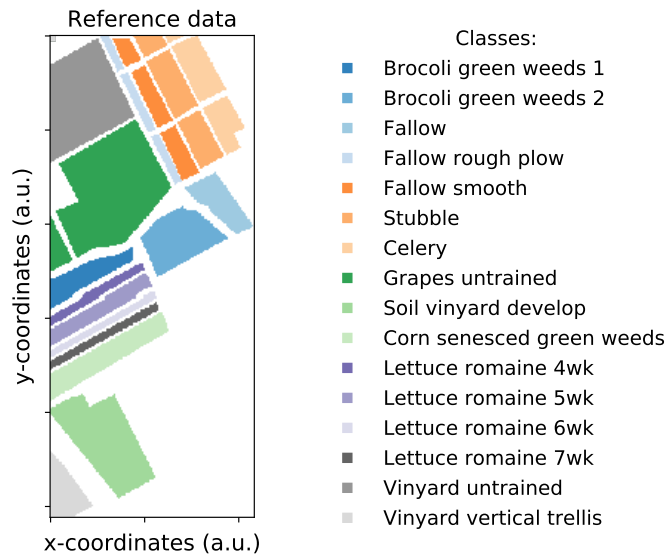 Reference data
y-coordinates (a.u.)
x-coordinates (a.u.)
Classes:
Brocoli green weeds 1
Brocoli green weeds 2
Fallow
Fallow rough plow
Fallow smooth
Stubble
Celery
Grapes untrained
Soil vinyard develop
Corn senesced green weeds
Lettuce romaine 4wk
Lettuce romaine 5wk
Lettuce romaine 6wk
Lettuce romaine 7wk
Vinyard untrained
Vinyard vertical trellis